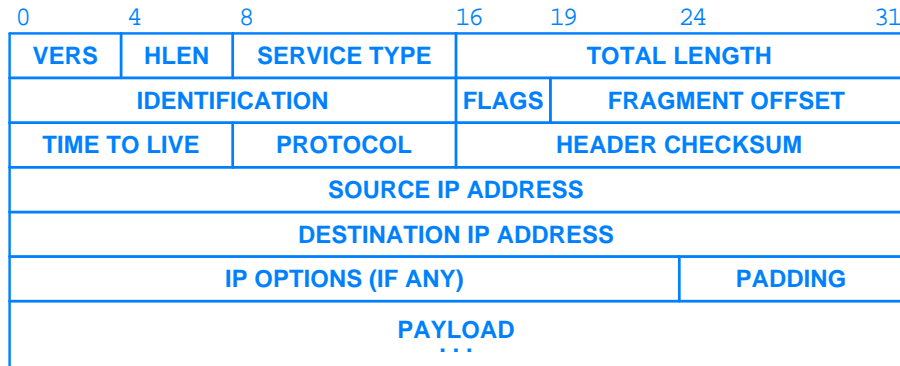 0 4 8 16 19 24 31
VERS HLEN SERVICE TYPE TOTAL LENGTH
IDENTIFICATION FLAGS FRAGMENT OFFSET
TIME TO LIVE PROTOCOL HEADER CHECKSUM
SOURCE IP ADDRESS
DESTINATION IP ADDRESS
IP OPTIONS (IF ANY) PADDING
PAYLOAD
...